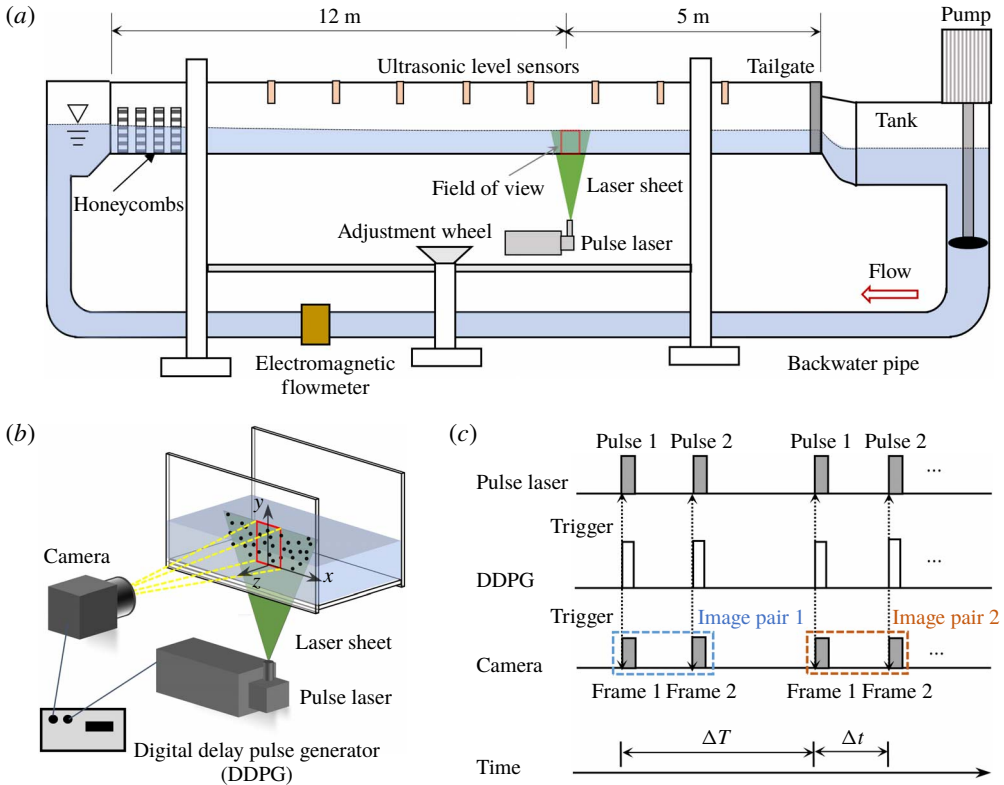 (a)
12 m
5 m
Pump
Ultrasonic level sensors
Tailgate
Tank
Field of view
Laser sheet
Honeycombs
Adjustment wheel
Pulse laser
Flow
Electromagnetic
flowmeter
Backwater pipe
(b)
y
Camera
z
x
Laser sheet
Pulse laser
Digital delay pulse generator
(DDPG)
(c)
Pulse 1 Pulse 2 Pulse 1 Pulse 2
Pulse laser
...
Trigger
DDPG
...
Trigger
Image pair 1
Image pair 2
Camera
...
Frame 1 Frame 2 Frame 1 Frame 2
ΔT
Δt
Time